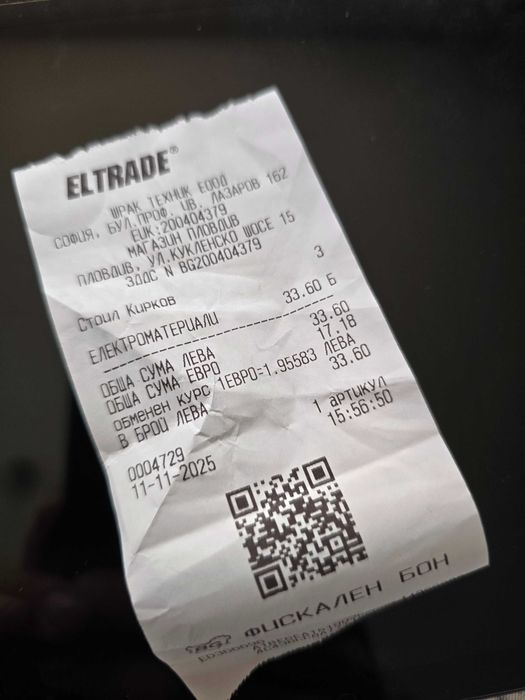 ELTRADE®
ШРАК ТЕХНИК ЕООД
СОФИЯ, БУЛ.ПРОФ. ЦВ. ЛАЗАРОВ 162
ЕИК:200404379
МАГАЗИН ПЛОВДИВ
ПЛОВДИВ, УЛ.КУКЛЕНСКО ШОСЕ 15
ЗДДС N BG200404379
Стоил Кирков 3
ЕЛЕКТРОМАТЕРИАЛИ 33.60 Б
ОБЩА СУМА ЛЕВА 33.60
ОБЩА СУМА ЕВРО 17.18
обменен курс 1ЕВРО=1.95583 ЛЕВА
В БРОЙ ЛЕВА 33.60
0004729 1 артикул
11-11-2025 15:56:50
ФИСКАЛЕН БОН